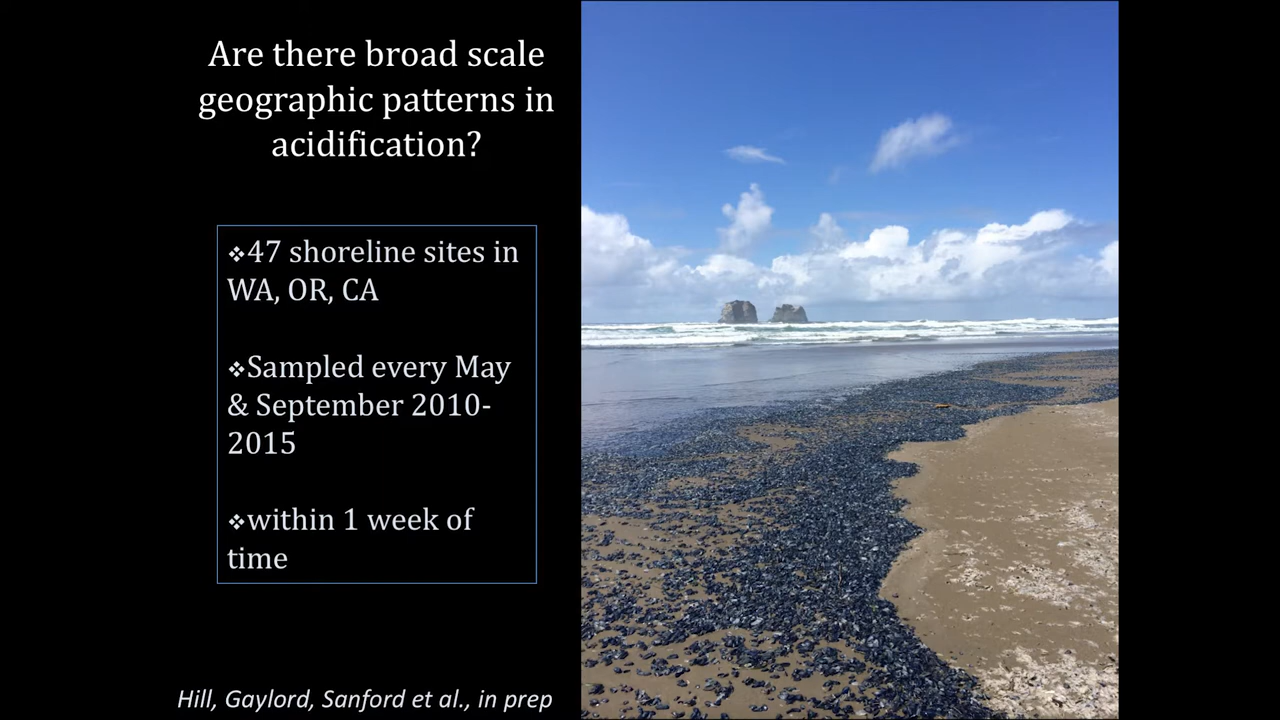 Are there broad scale
geographic patterns in
acidification?
❖47 shoreline sites in
WA, OR, CA
❖Sampled every May
& September 2010-
2015
❖within 1 week of
time
Hill, Gaylord, Sanford et al., in prep